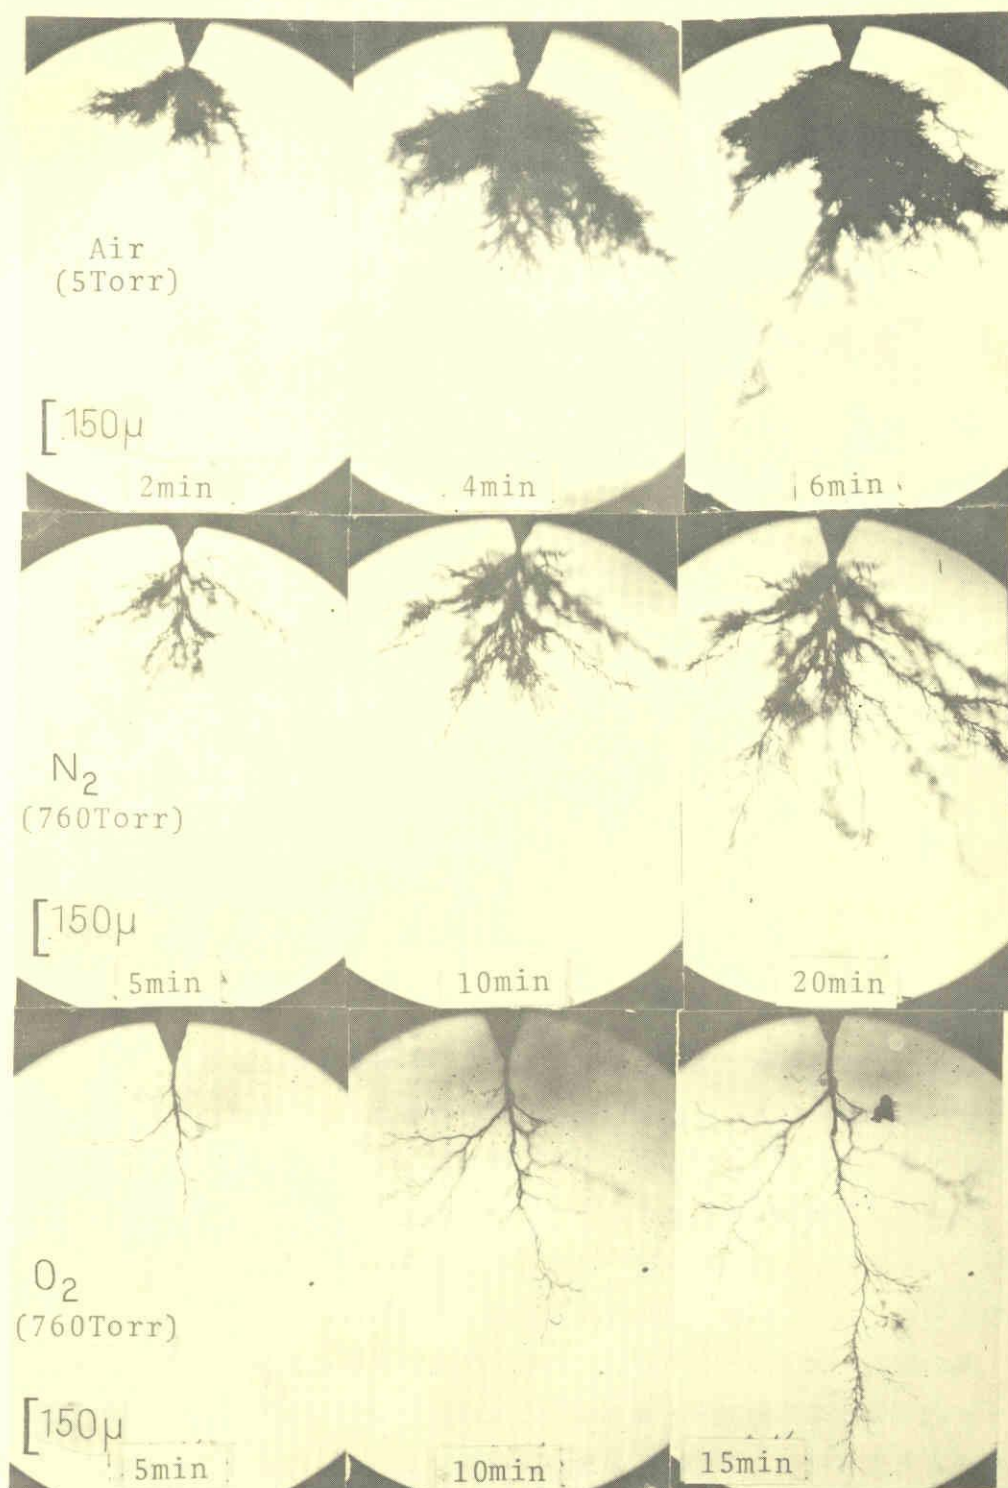 Air
(5Torr)
[150μ
2min
4min
6min
N₂
(760Torr)
[150μ
5min
10min
20min
O₂
(760Torr)
[150μ
5min
10min
15min